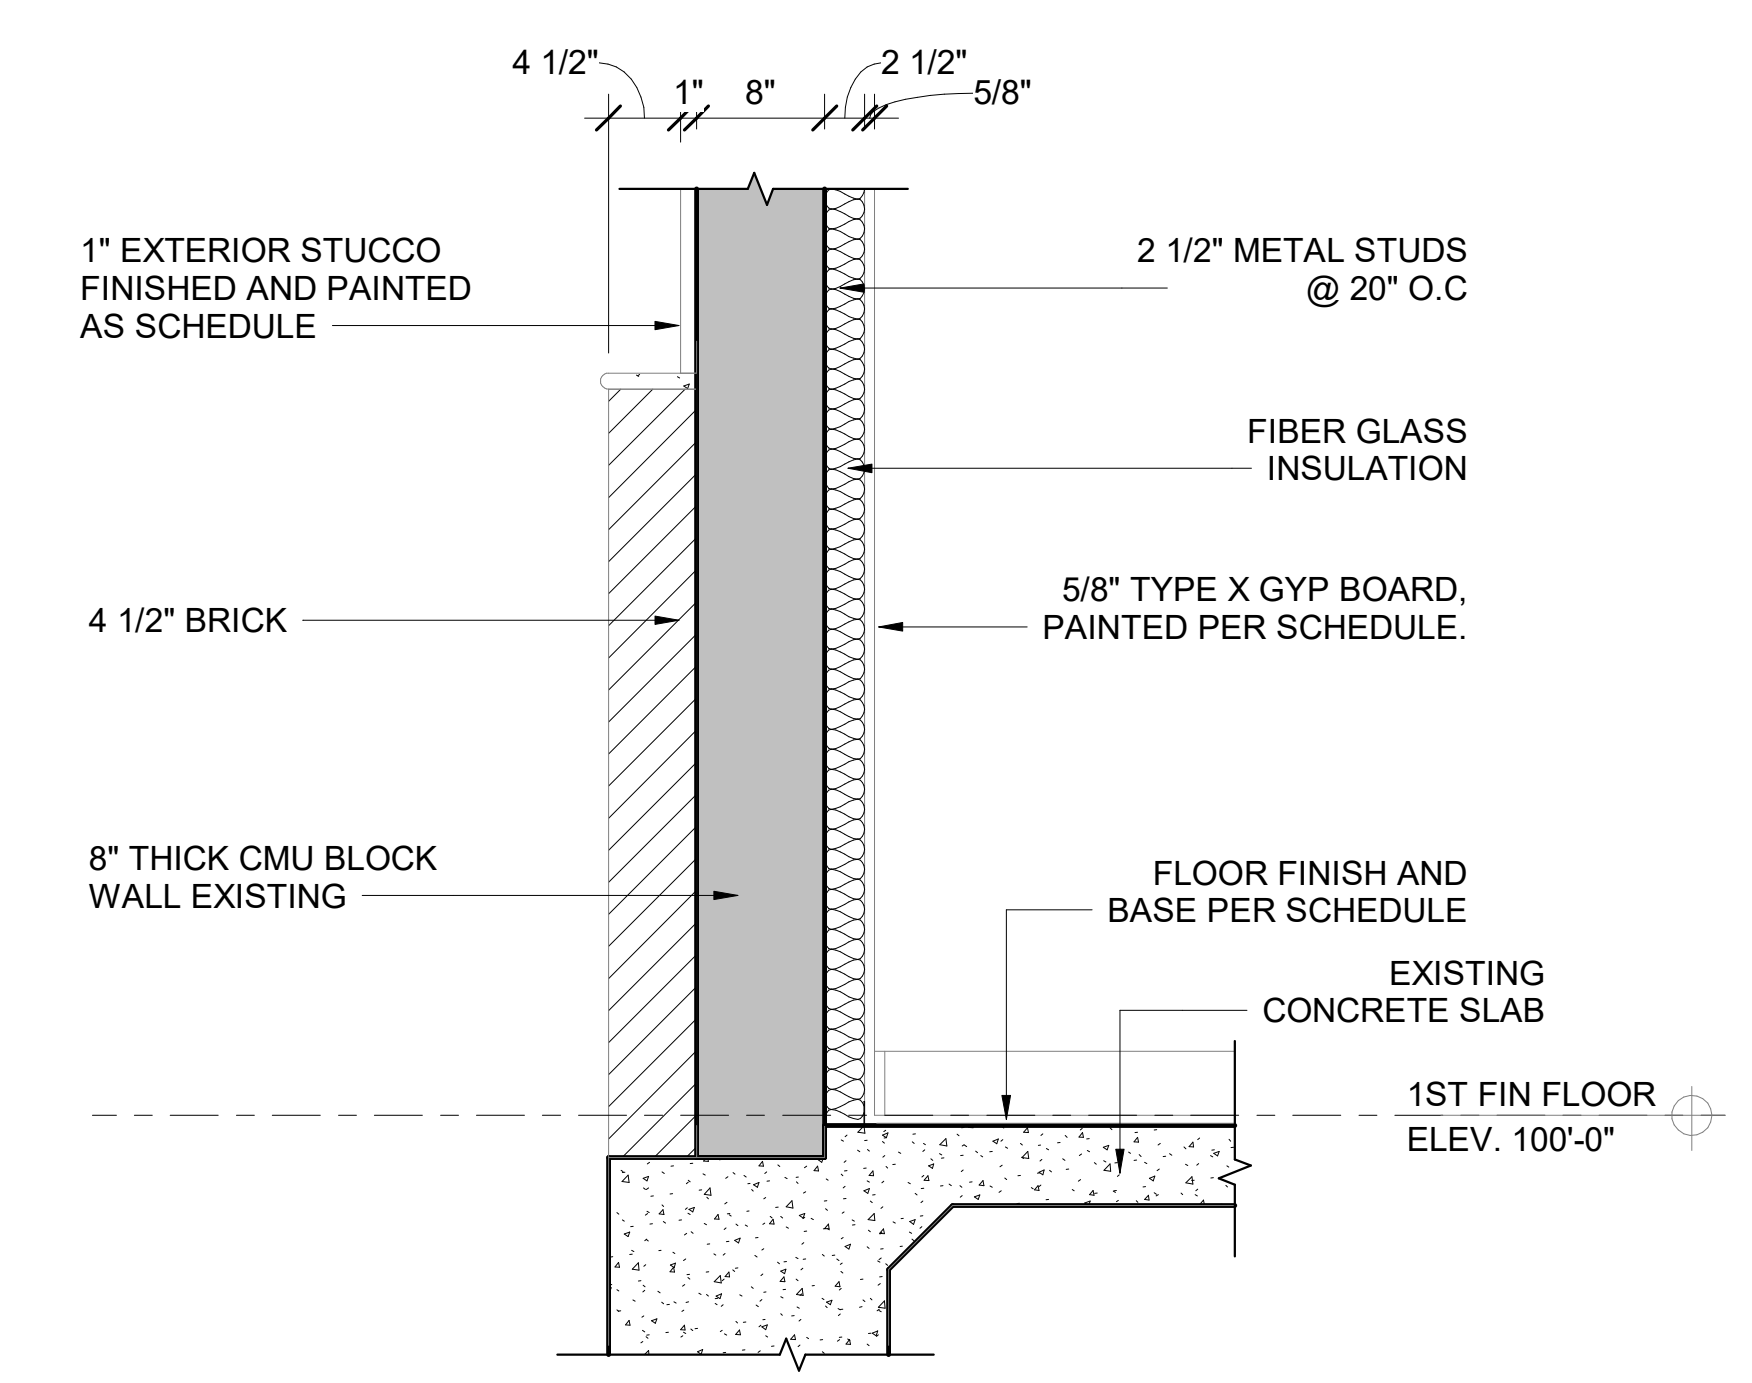 4 1/2"
1"
8"
2 1/2"
5/8"
1" EXTERIOR STUCCO
FINISHED AND PAINTED
AS SCHEDULE
2 1/2" METAL STUDS
@ 20" O.C
FIBER GLASS
INSULATION
4 1/2" BRICK
5/8" TYPE X GYP BOARD,
PAINTED PER SCHEDULE.
8" THICK CMU BLOCK
WALL EXISTING
FLOOR FINISH AND
BASE PER SCHEDULE
EXISTING
CONCRETE SLAB
1ST FIN FLOOR
ELEV. 100'-0"